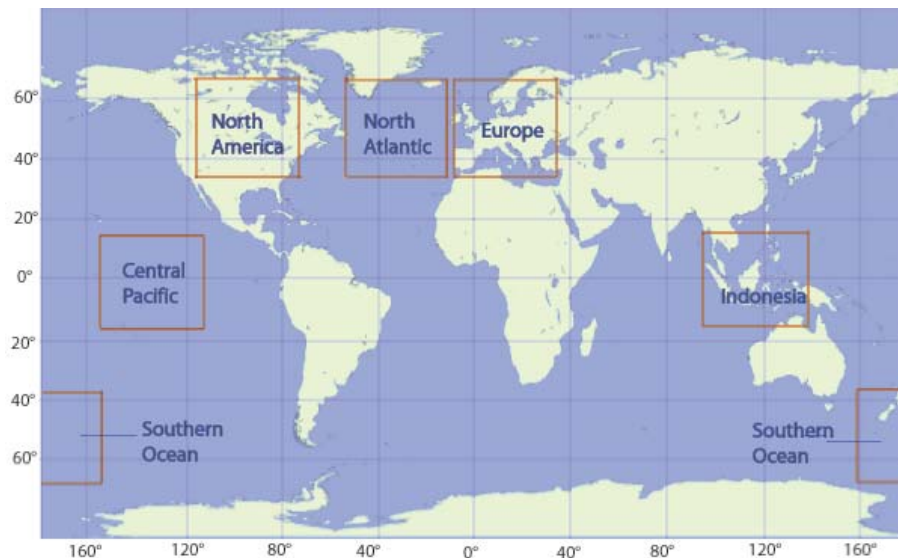 60°
40°
20°
0°
20°
40°
60°
North
America
North
Atlantic
Europe
Central
Pacific
Indonesia
Southern
Ocean
Southern
Ocean
160° 120° 80° 40° 0° 40° 80° 120° 160°